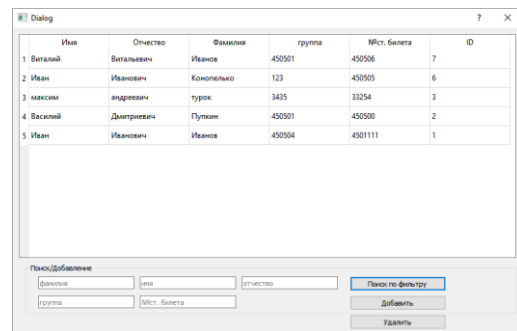 Dialog ? X
Имя Отчество Фамилия группа №ст. билета ID
1 Виталий Витальевич Иванов 450501 450506 7
2 Иван Иванович Конопелько 123 450505 6
3 максим андреевич турок 3435 33254 3
4 Василий Дмитриевич Пупкин 450501 450500 2
5 Иван Иванович Иванов 450504 4501111 1
Поиск/Добавление
фамилия имя отчество Поиск по фильтру
группа №ст. билета Добавить
Удалить